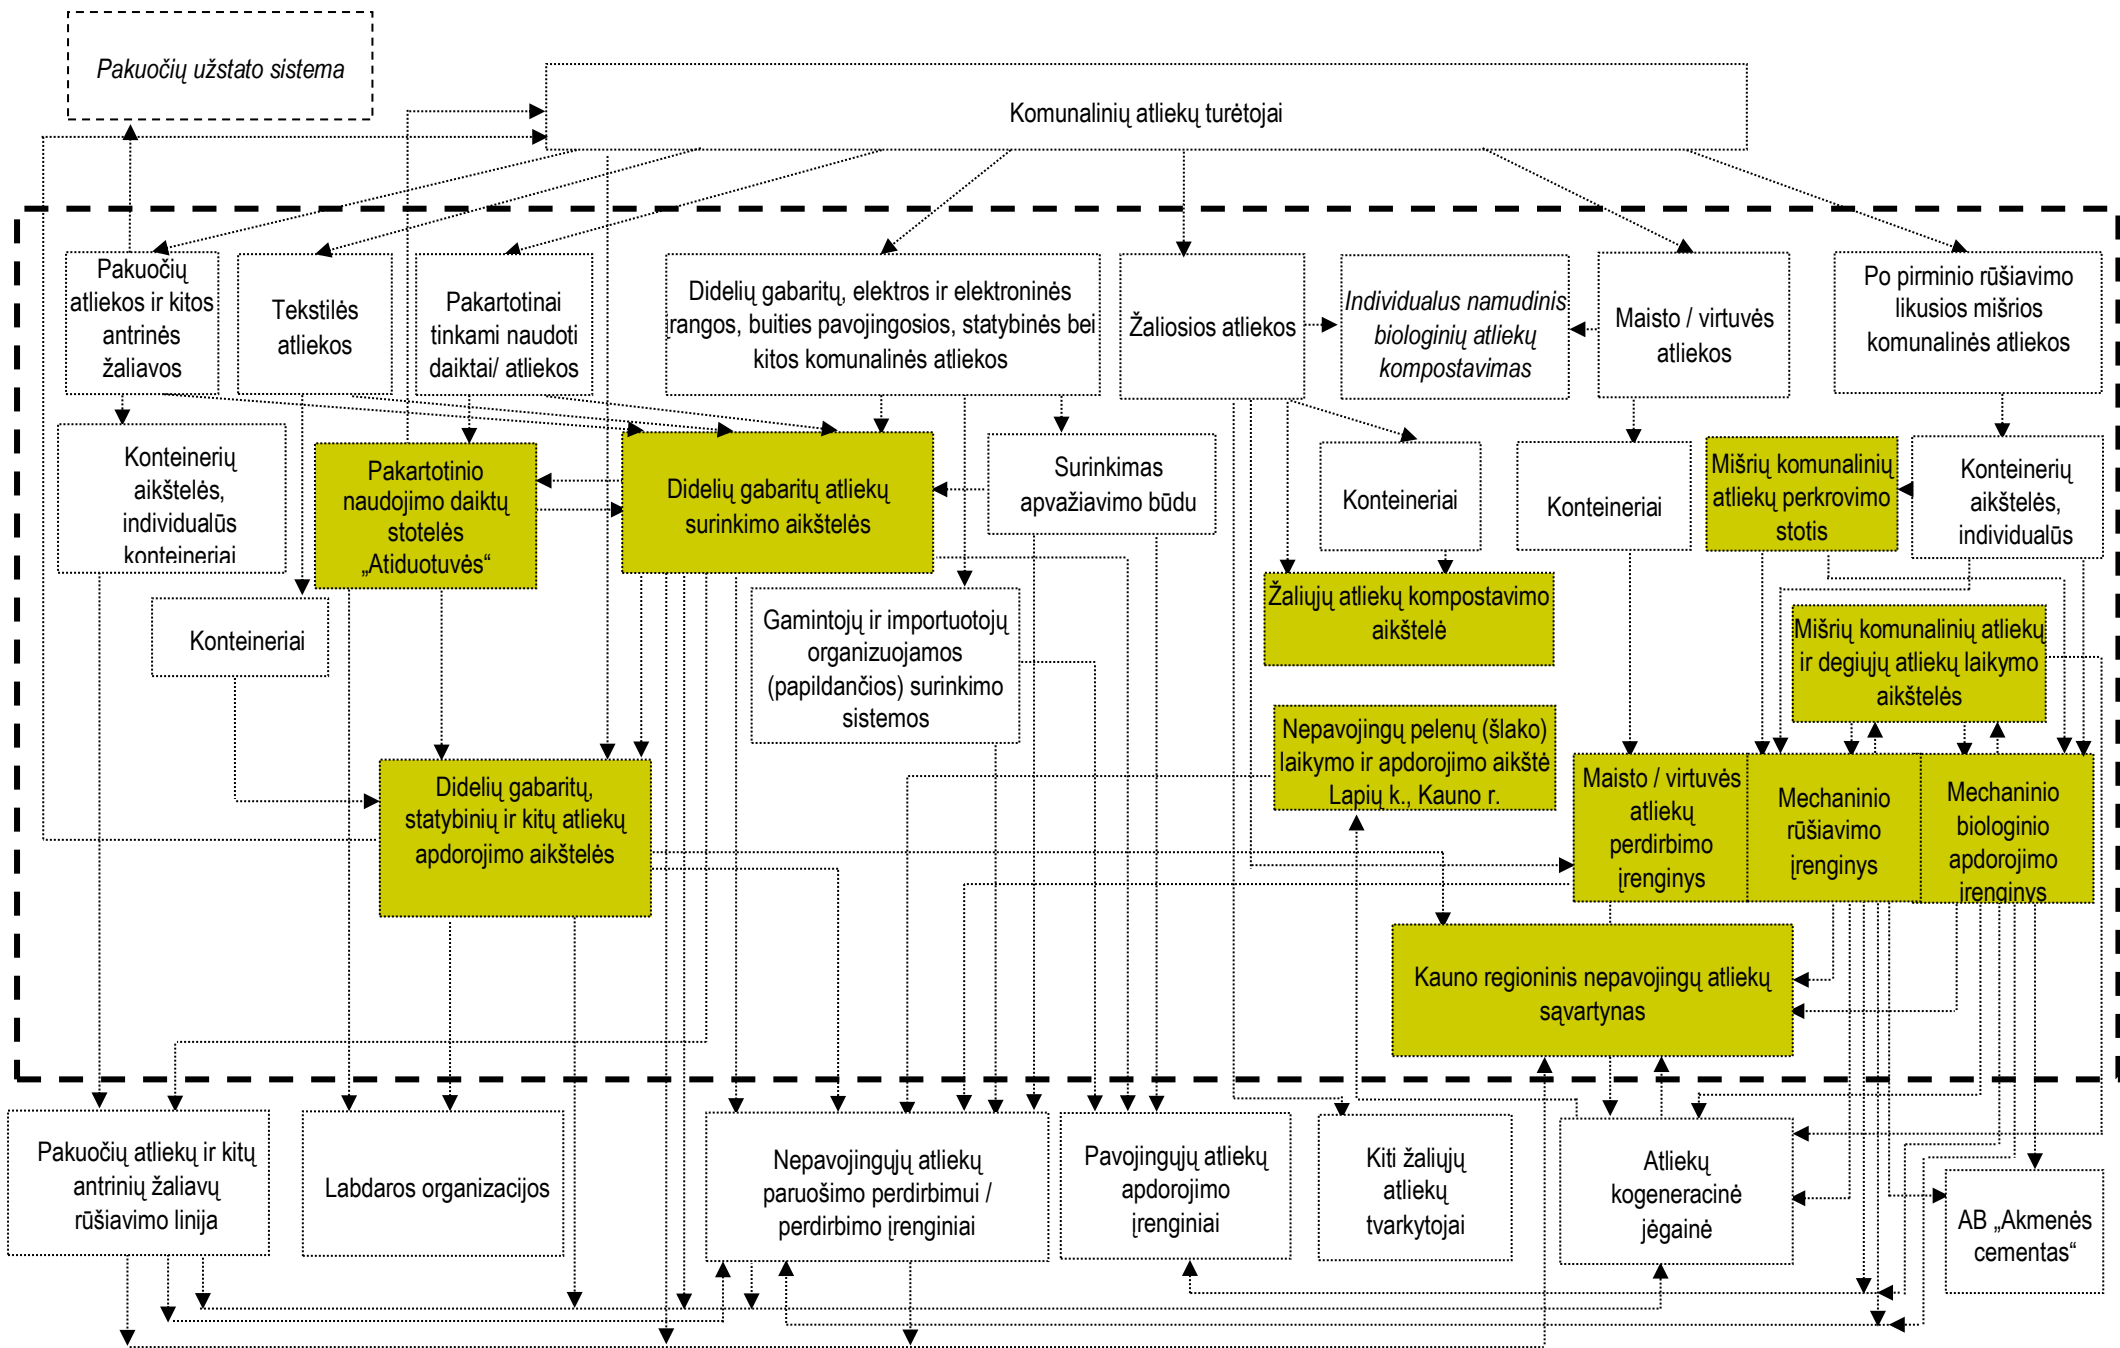 Pakuočių užstato sistema
Komunalinių atliekų turėtojai
Pakuočių
atliekos ir kitos
antrinės
žaliavos
Tekstilės
atliekos
Pakartotinai
tinkami naudoti
daiktai/ atliekos
Didelių gabaritų, elektros ir elektroninės
rangos, buities pavojingosios, statybinės bei
kitos komunalinės atliekos
Žaliosios atliekos
Individualus namudinis
biologinių atliekų
kompostavimas
Maisto / virtuvės
atliekos
Po pirminio rūšiavimo
likusios mišrios
komunalinės atliekos
Konteinerių
aikštelės,
individualūs
konteineriai
Pakartotinio
naudojimo daiktų
stotelės
„Atiduotuvės“
Didelių gabaritų atliekų
surinkimo aikštelės
Surinkimas
apvažiavimo būdu
Konteineriai
Konteineriai
Mišrių komunalinių
atliekų perkrovimo
stotis
Konteinerių
aikštelės,
individualūs
Konteineriai
Gamintojų ir importuotojų
organizuojamos
(papildančios) surinkimo
sistemos
Žaliųjų atliekų kompostavimo
aikštelė
Mišrių komunalinių atliekų
ir degiųjų atliekų laikymo
aikštelės
Nepavojingų pelenų (šlako)
laikymo ir apdorojimo aikštė
Lapių k., Kauno r.
Didelių gabaritų,
statybinių ir kitų atliekų
apdorojimo aikštelės
Maisto / virtuvės
atliekų
perdirbimo
įrenginys
Mechaninio
rūšiavimo
įrenginys
Mechaninio
biologinio
apdorojimo
įrenginys
Kauno regioninis nepavojingų atliekų
sąvartynas
Pakuočių atliekų ir kitų
antrinių žaliavų
rūšiavimo linija
Labdaros organizacijos
Nepavojingųjų atliekų
paruošimo perdirbimui /
perdirbimo įrenginiai
Pavojingųjų atliekų
apdorojimo
įrenginiai
Kiti žaliųjų
atliekų
tvarkytojai
Atliekų
kogeneracinė
jėgainė
AB „Akmenės
cementas“